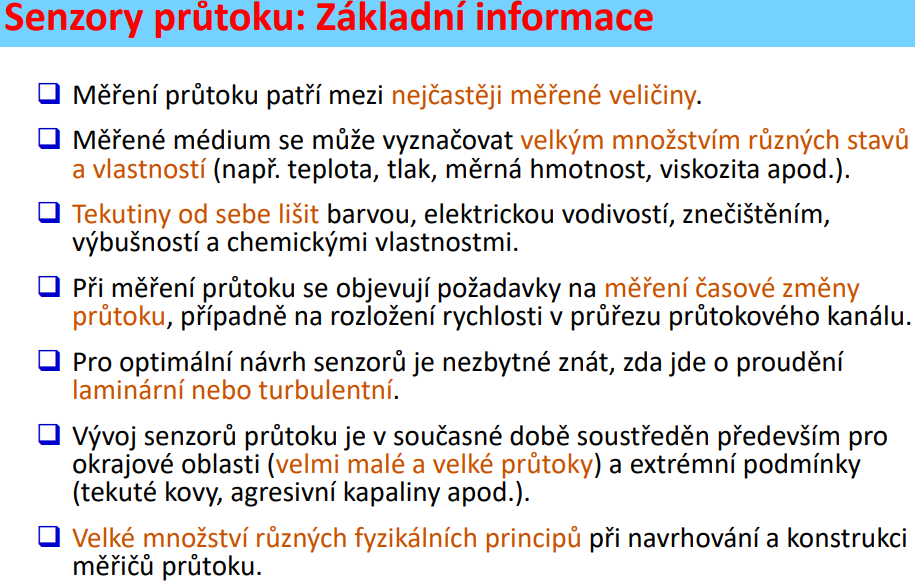 Senzory průtoku: Základní informace
Měření průtoku patří mezi nejčastěji měřené veličiny.
Měřené médium se může vyznačovat velkým množstvím různých stavů
a vlastností (např. teplota, tlak, měrná hmotnost, viskozita apod.).
Tekutiny od sebe lišit barvou, elektrickou vodivostí, znečištěním,
výbušností a chemickými vlastnostmi.
Při měření průtoku se objevují požadavky na měření časové změny
průtoku, případně na rozložení rychlosti v průřezu průtokového kanálu.
Pro optimální návrh senzorů je nezbytné znát, zda jde o proudění
laminární nebo turbulentní.
Vývoj senzorů průtoku je v současné době soustředěn především pro
okrajové oblasti (velmi malé a velké průtoky) a extrémní podmínky
(tekuté kovy, agresivní kapaliny apod.).
Velké množství různých fyzikálních principů při navrhování a konstrukci
měřičů průtoku.